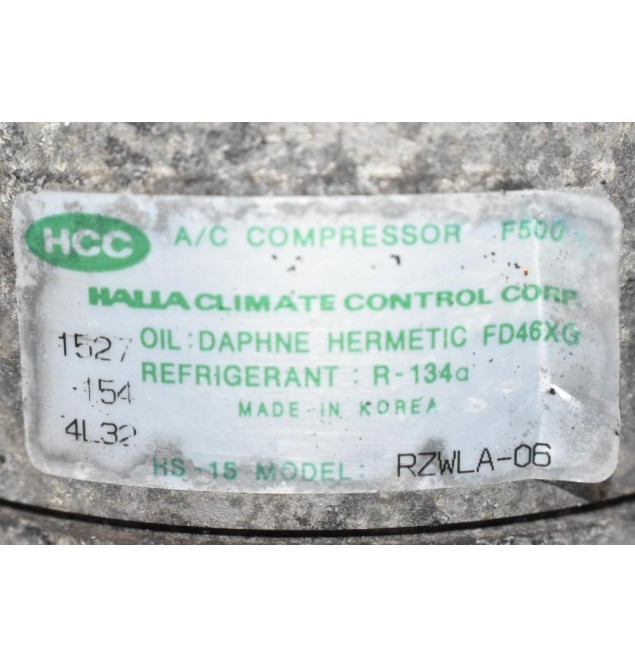 HCC A/C COMPRESSOR F500
HALLA CLIMATE CONTROL CORP
1527 OIL : DAPHNE HERMETIC FD46XG
154 REFRIGERANT : R-134a
4L32 MADE IN KOREA
HS-15 MODEL: RZWLA-06